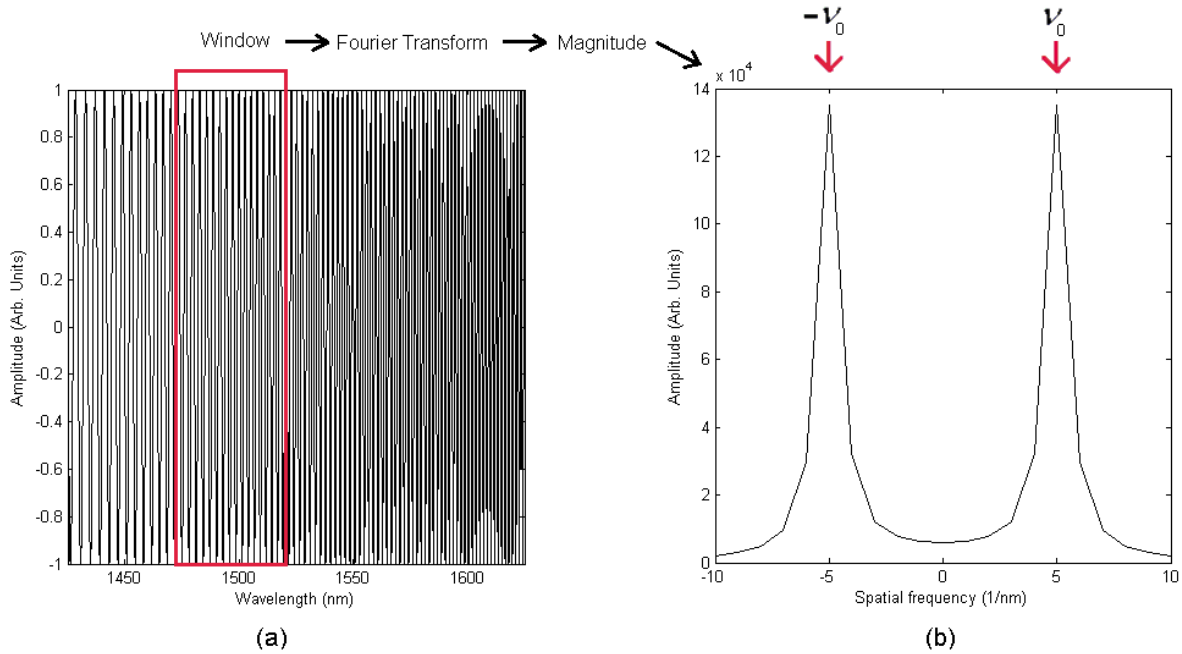 Window → Fourier Transform → Magnitude
-ν₀
ν₀
1
0.8
0.6
0.4
0.2
0
-0.2
-0.4
-0.6
-0.8
-1
Amplitude (Arb. Units)
1450 1500 1550 1600
Wavelength (nm)
(a)
x 10⁴
14
12
10
8
6
4
2
0
Amplitude (Arb. Units)
-10 -5 0 5 10
Spatial frequency (1/nm)
(b)